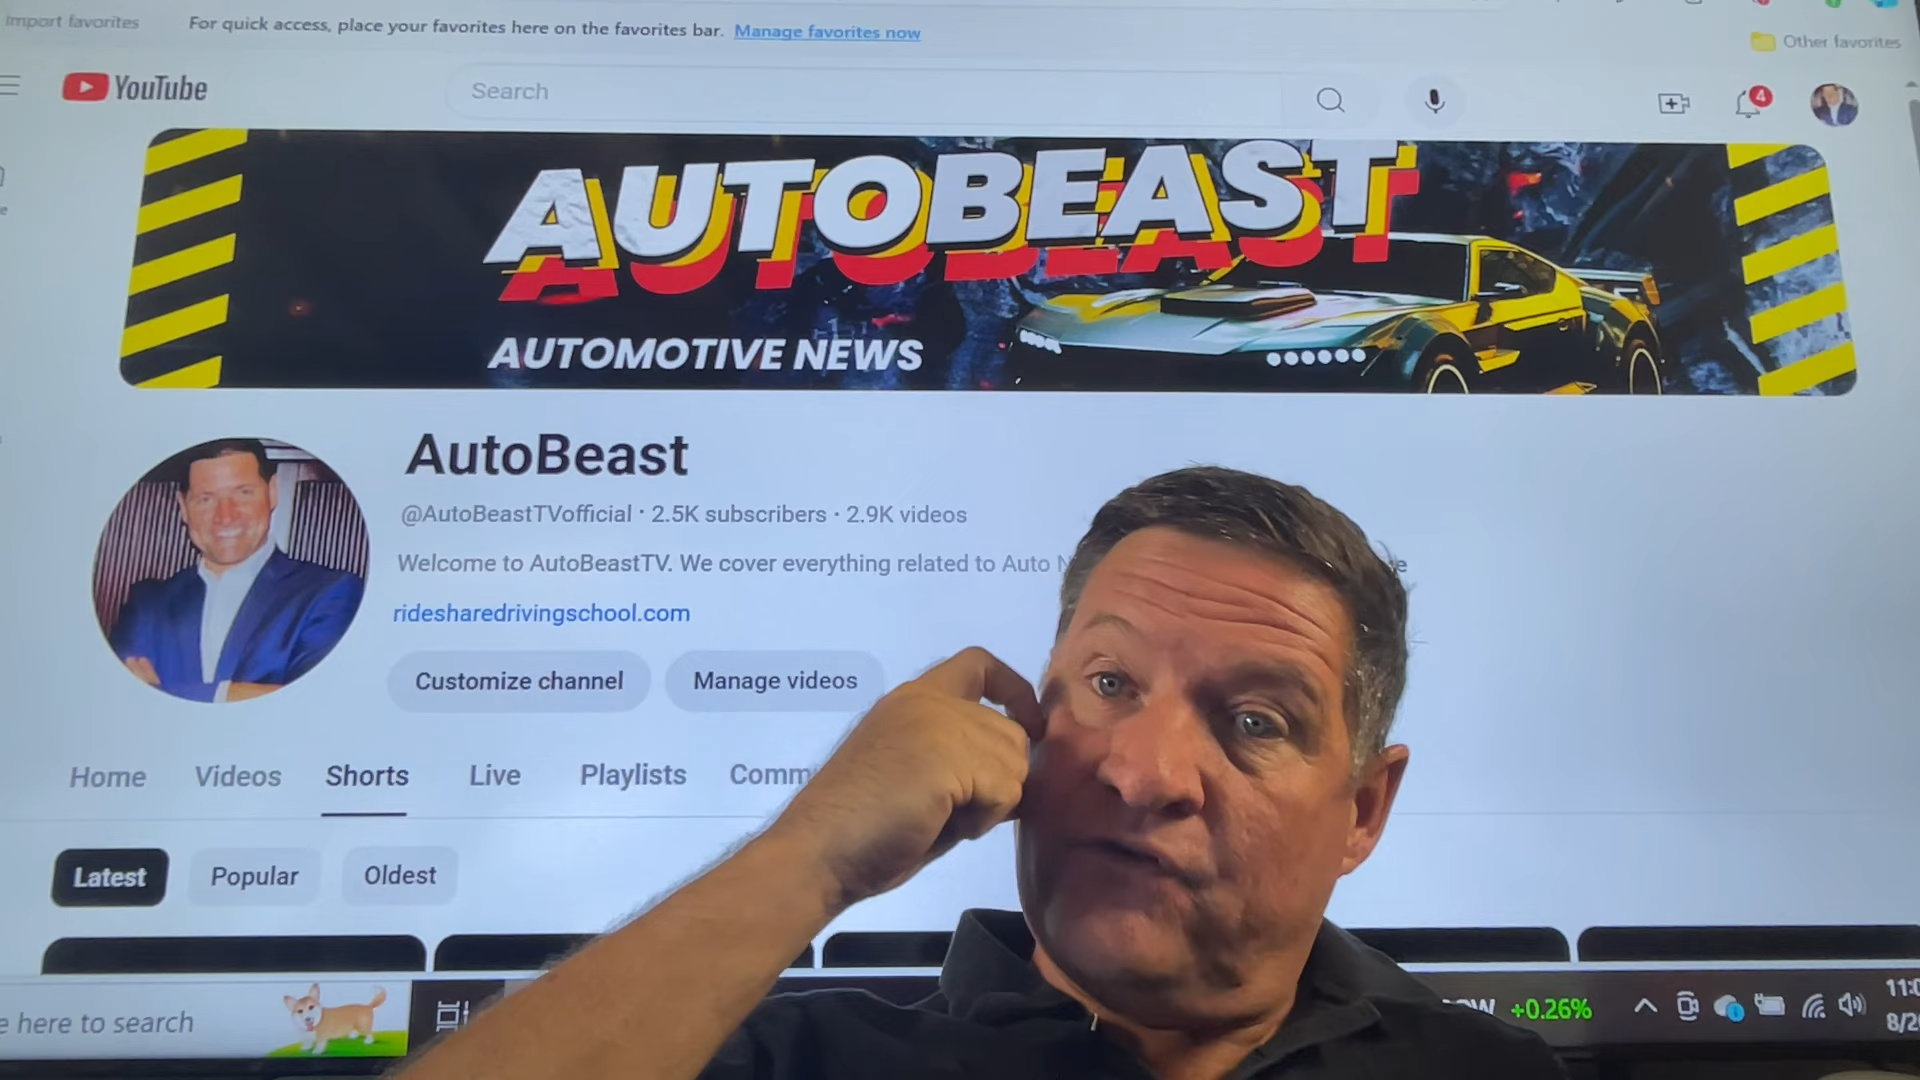 Import favorites
For quick access, place your favorites here on the favorites bar. Manage favorites now
Other favorites
YouTube
Search
4
AUTOBEAST
AUTOMOTIVE NEWS
AutoBeast
@AutoBeastTVofficial · 2.5K subscribers · 2.9K videos
Welcome to AutoBeastTV. We cover everything related to Auto
ridesharedrivingschool.com
Customize channel
Manage videos
Home Videos Shorts Live Playlists
Latest Popular Oldest
here to search
+0.26%